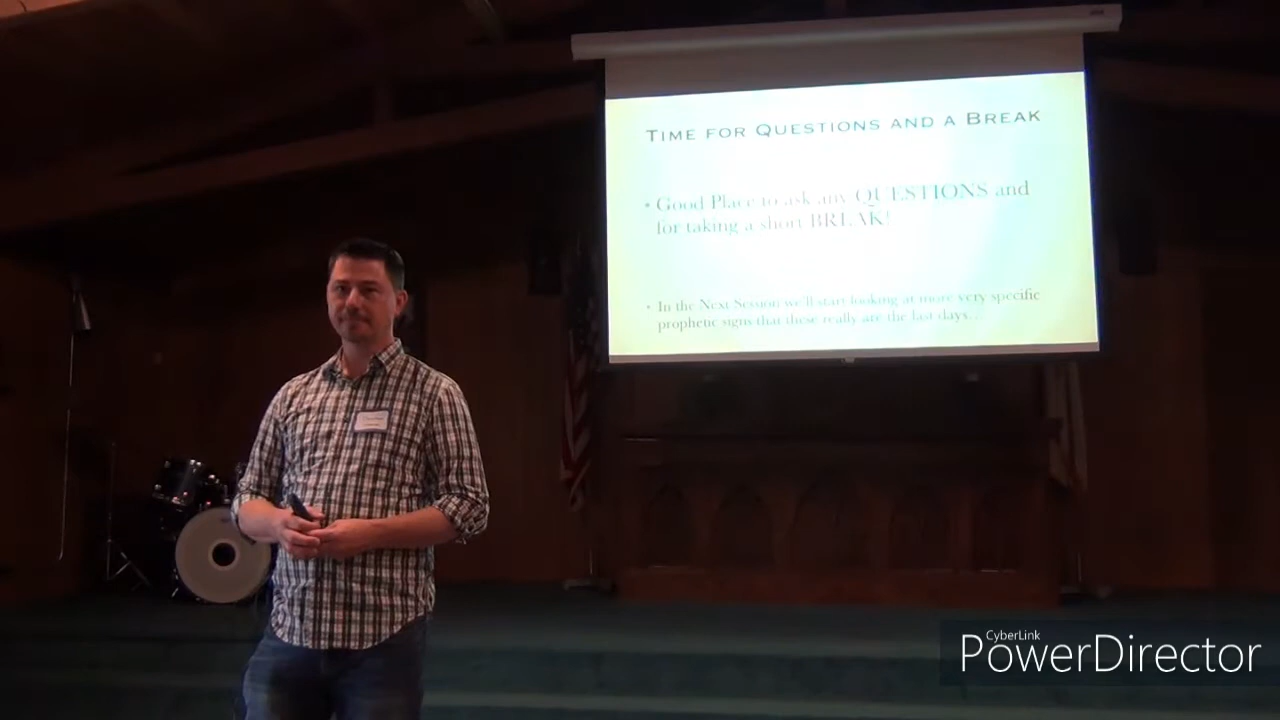 Time for Questions and a Break
• Good Place to ask any QUESTIONS and
for taking a short BREAK!
• In the Next Session we'll start looking at more very specific
prophetic signs that these really are the last days...
CyberLink
PowerDirector